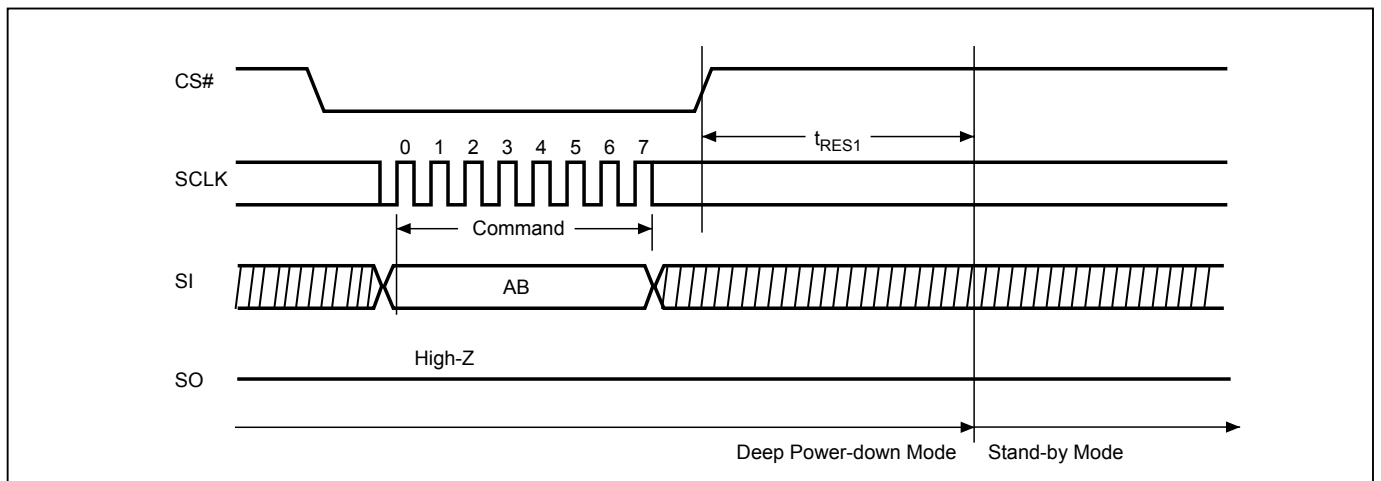 CS#
tRES1
0 1 2 3 4 5 6 7
SCLK
Command
SI
AB
High-Z
SO
Deep Power-down Mode Stand-by Mode